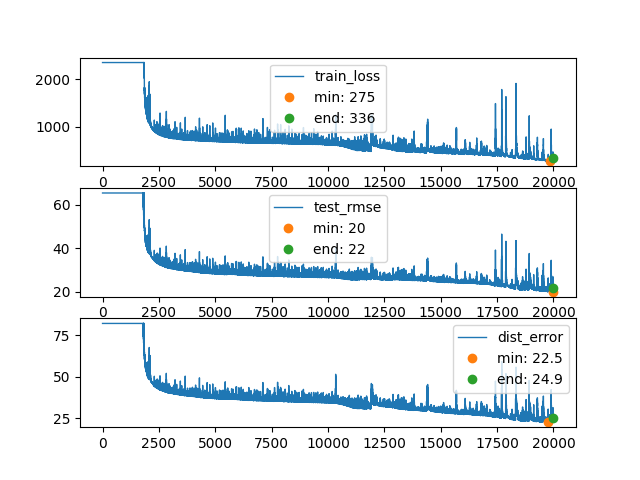 2000
1000
train_loss
min: 275
end: 336
0 2500 5000 7500 10000 12500 15000 17500 20000
60
40
20
test_rmse
min: 20
end: 22
0 2500 5000 7500 10000 12500 15000 17500 20000
75
50
25
dist_error
min: 22.5
end: 24.9
0 2500 5000 7500 10000 12500 15000 17500 20000